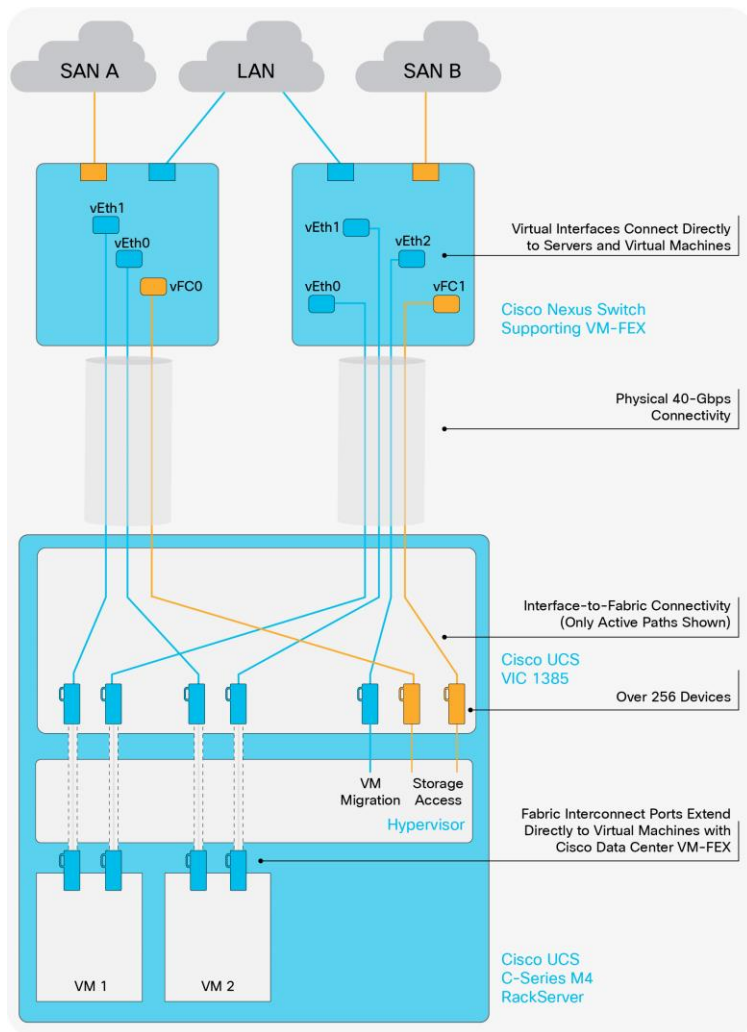 SAN A
LAN
SAN B
vEth1
vEth0
vFC0
vEth1
vEth2
vEth0
vFC1
Virtual Interfaces Connect Directly
to Servers and Virtual Machines
Cisco Nexus Switch
Supporting VM-FEX
Physical 40-Gbps
Connectivity
Interface-to-Fabric Connectivity
(Only Active Paths Shown)
Cisco UCS
VIC 1385
Over 256 Devices
VM
Migration
Storage
Access
Hypervisor
Fabric Interconnect Ports Extend
Directly to Virtual Machines with
Cisco Data Center VM-FEX
VM 1
VM 2
Cisco UCS
C-Series M4
RackServer